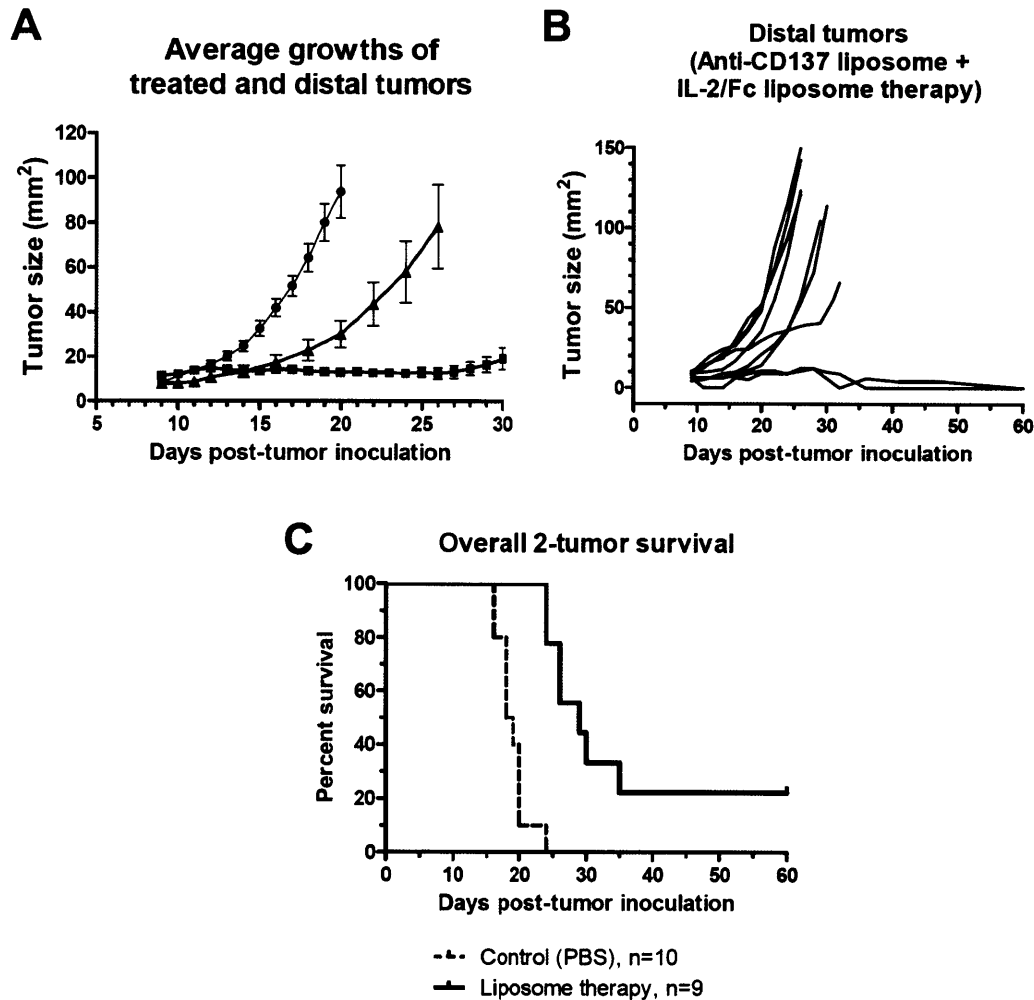 A
Average growths of
treated and distal tumors
120
100
80
60
40
20
0
Tumor size (mm²)
5
10
15
20
25
30
Days post-tumor inoculation
B
Distal tumors
(Anti-CD137 liposome +
IL-2/Fc liposome therapy)
150
100
50
0
Tumor size (mm²)
0
10
20
30
40
50
60
Days post-tumor inoculation
C
Overall 2-tumor survival
100
80
60
40
20
0
Percent survival
0
10
20
30
40
50
60
Days post-tumor inoculation
Control (PBS), n=10
Liposome therapy, n=9